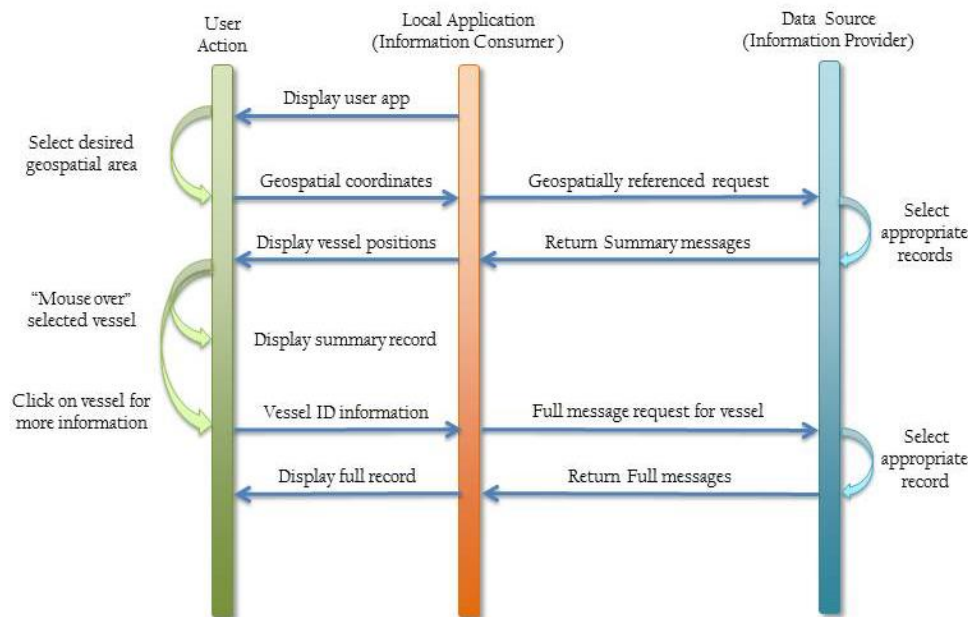 User
Action
Local Application
(Information Consumer)
Data Source
(Information Provider)
Display user app
Select desired
geospatial area
Geospatial coordinates
Geospatially referenced request
Select
appropriate
records
Display vessel positions
Return Summary messages
“Mouse over”
selected vessel
Display summary record
Click on vessel for
more information
Vessel ID information
Full message request for vessel
Select
appropriate
record
Display full record
Return Full messages